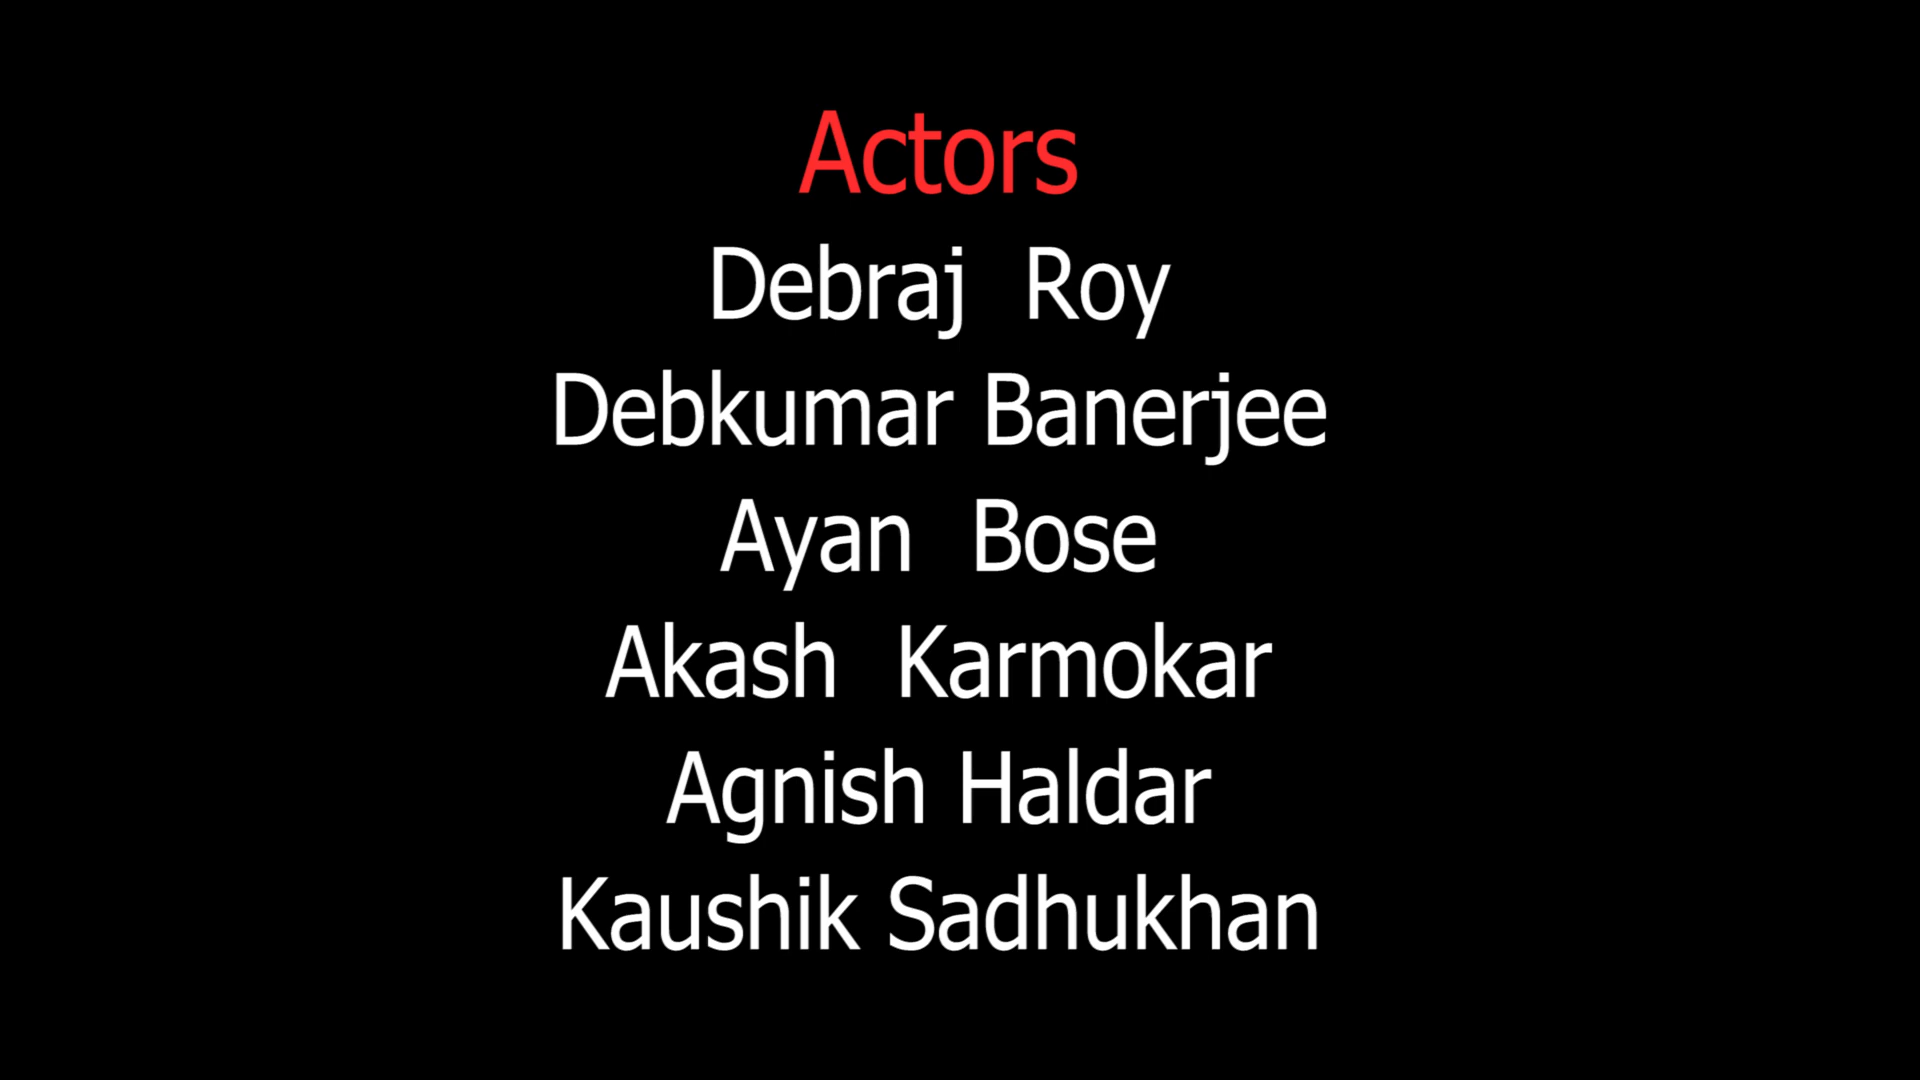 Actors
Debraj  Roy
Debkumar Banerjee
Ayan  Bose
Akash  Karmokar
Agnish Haldar
Kaushik Sadhukhan